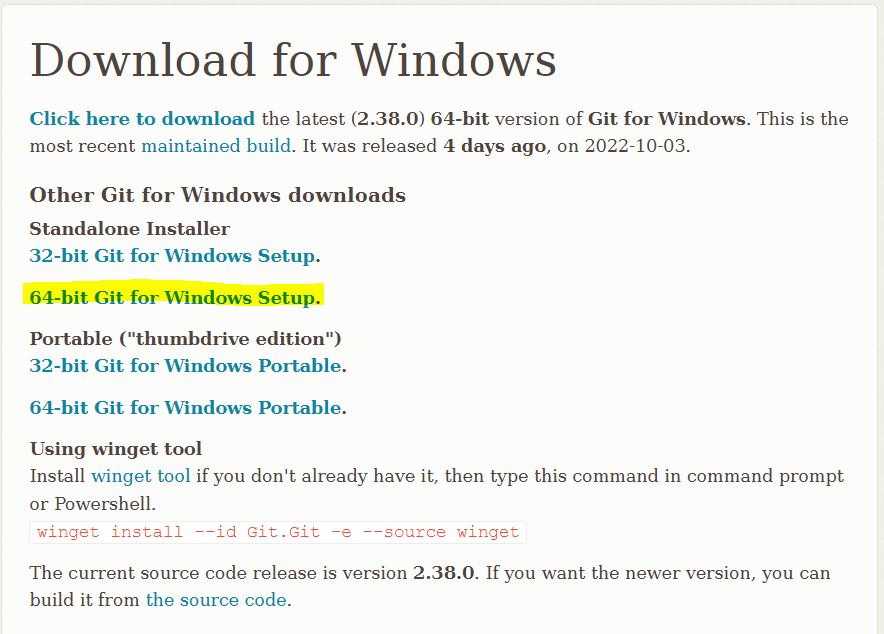 Download for Windows
Click here to download the latest (2.38.0) 64-bit version of Git for Windows. This is the
most recent maintained build. It was released 4 days ago, on 2022-10-03.
Other Git for Windows downloads
Standalone Installer
32-bit Git for Windows Setup.
64-bit Git for Windows Setup.
Portable ("thumbdrive edition")
32-bit Git for Windows Portable.
64-bit Git for Windows Portable.
Using winget tool
Install winget tool if you don't already have it, then type this command in command prompt
or Powershell.
winget install --id Git.Git -e --source winget
The current source code release is version 2.38.0. If you want the newer version, you can
build it from the source code.